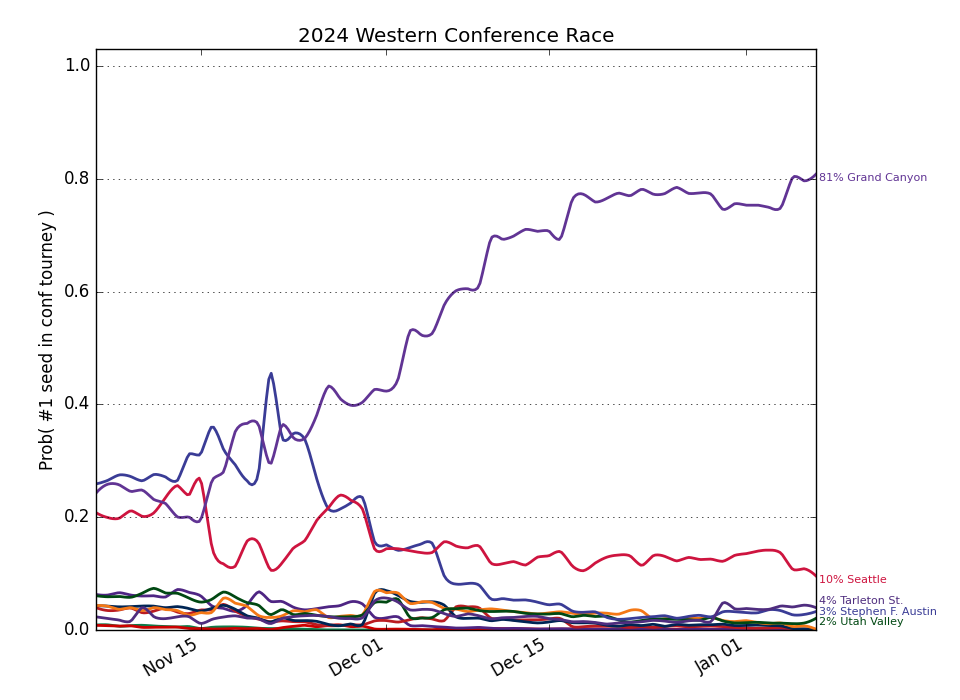 2024 Western Conference Race
Prob( #1 seed in conf tourney )
1.0
0.8
0.6
0.4
0.2
0.0
Nov 15
Dec 01
Dec 15
Jan 01
81% Grand Canyon
10% Seattle
4% Tarleton St.
3% Stephen F. Austin
2% Utah Valley